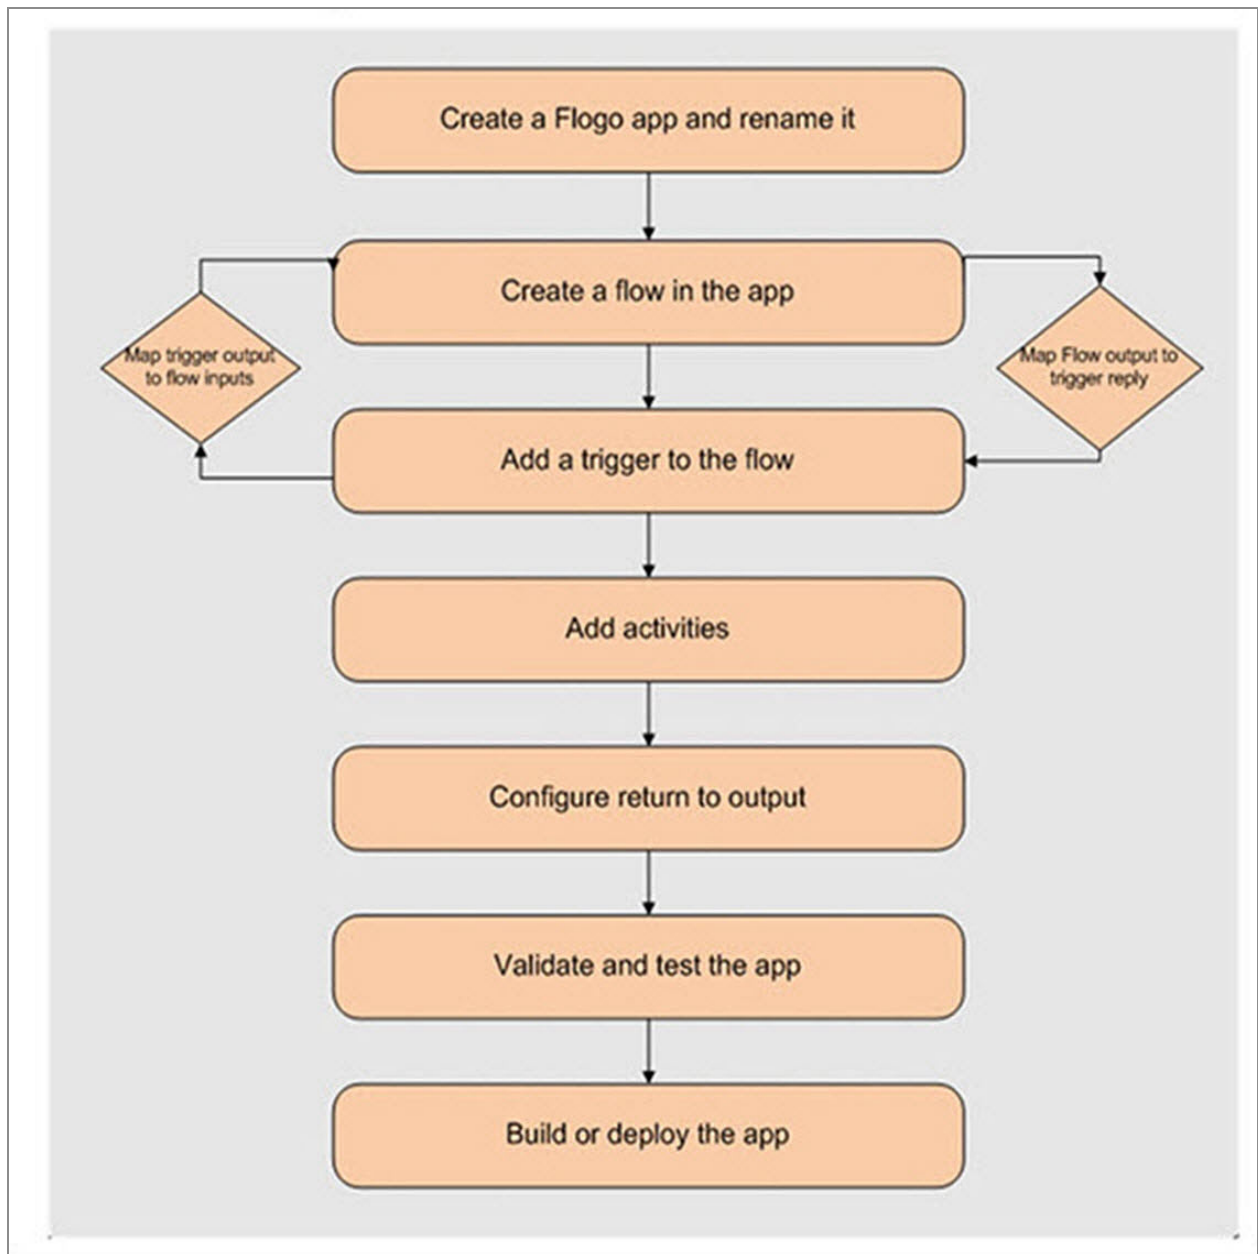 Create a Flogo app and rename it
Create a flow in the app
Map trigger output
to flow inputs
Map Flow output to
trigger reply
Add a trigger to the flow
Add activities
Configure return to output
Validate and test the app
Build or deploy the app